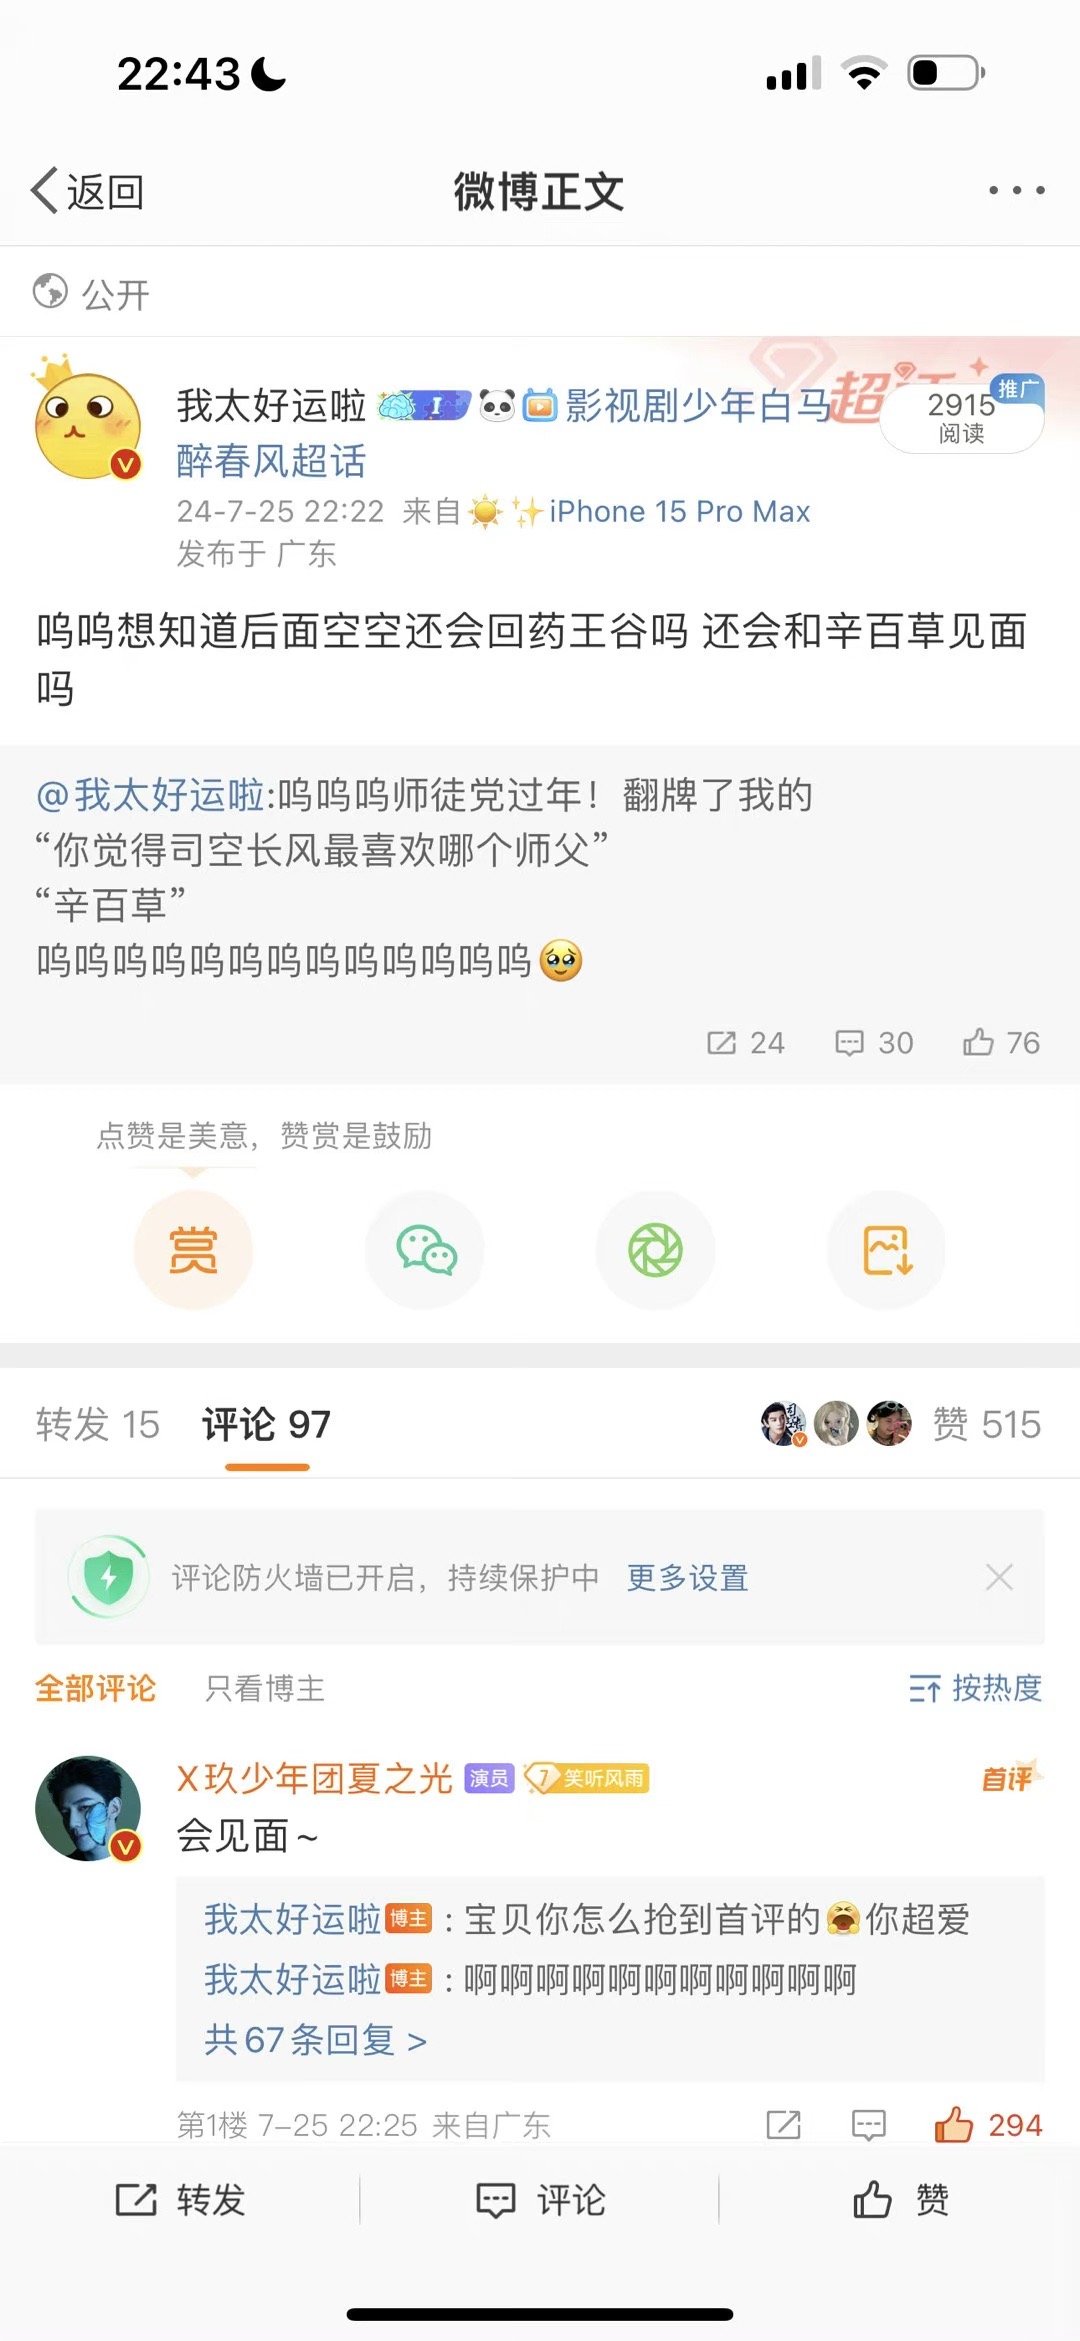 22:43
返回
微博正文
公开
我太好运啦 I 影视剧少年白马
醉春风超话
超话
2915
推广
阅读
24-7-25 22:22 来自☀️✨iPhone 15 Pro Max
发布于 广东
呜呜想知道后面空空还会回药王谷吗 还会和辛百草见面
吗
@我太好运啦:呜呜呜师徒党过年！翻牌了我的
“你觉得司空长风最喜欢哪个师父”
“辛百草”
呜呜呜呜呜呜呜呜呜呜呜呜呜🥹
24 30 76
点赞是美意，赞赏是鼓励
赏
转发 15 评论 97 赞 515
评论防火墙已开启，持续保护中 更多设置
全部评论 只看博主 按热度
X玖少年团夏之光 演员 7 笑听风雨 首评
会见面~
我太好运啦 博主：宝贝你怎么抢到首评的😫你超爱
我太好运啦 博主：啊啊啊啊啊啊啊啊啊啊啊
共67条回复 >
第1楼 7-25 22:25 来自广东 294
转发 评论 赞